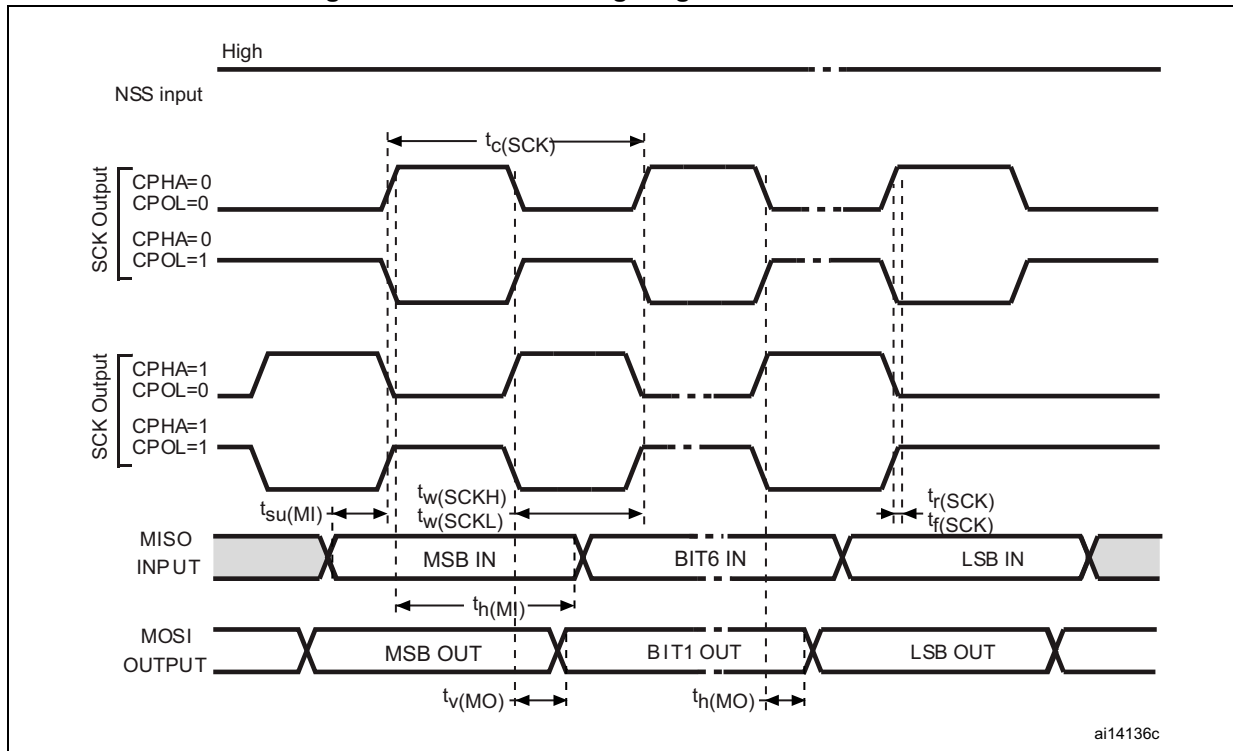 High
NSS input
tc(SCK)
SCK Output
CPHA=0
CPOL=0
CPHA=0
CPOL=1
SCK Output
CPHA=1
CPOL=0
CPHA=1
CPOL=1
tsu(MI)
tw(SCKH)
tw(SCKL)
tr(SCK)
tf(SCK)
MISO
INPUT
MSB IN
BIT6 IN
LSB IN
th(MI)
MOSI
OUTPUT
MSB OUT
BIT1 OUT
LSB OUT
tv(MO)
th(MO)
ai14136c